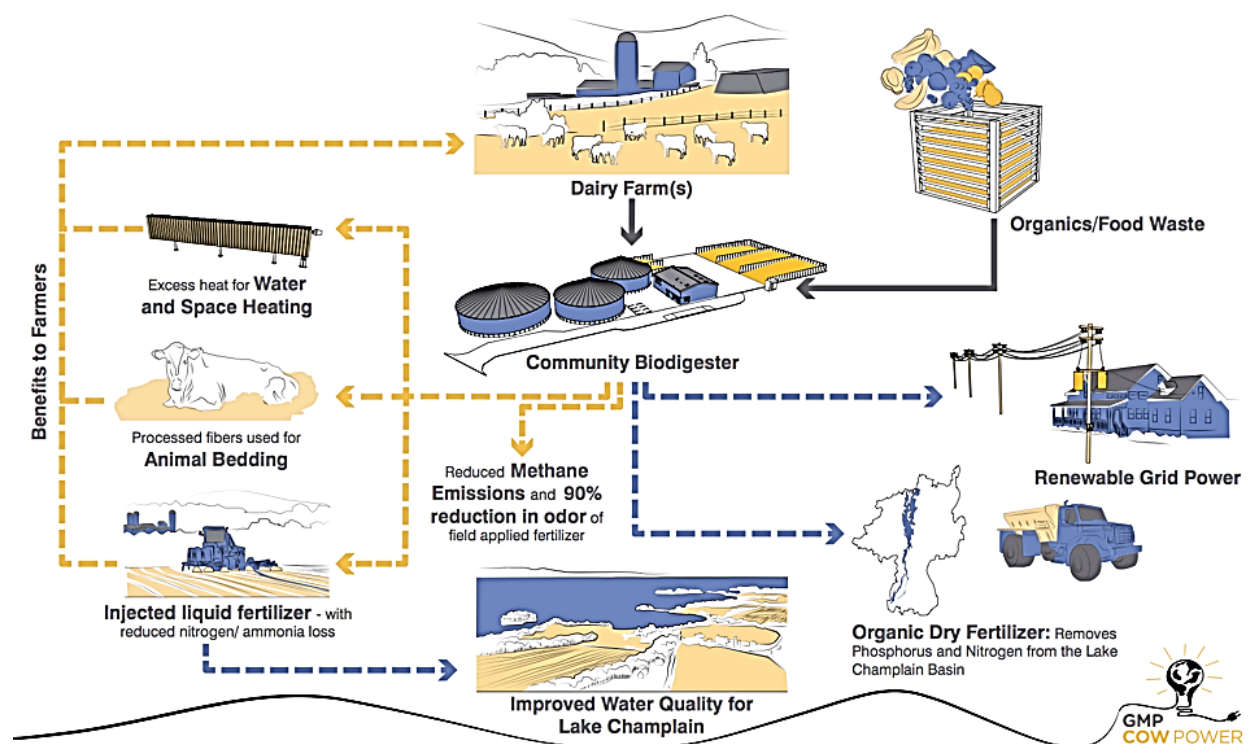 Dairy Farm(s)
Organics/Food Waste
Benefits to Farmers
Excess heat for Water
and Space Heating
Community Biodigester
Processed fibers used for
Animal Bedding
Reduced Methane
Emissions and 90%
reduction in odor of
field applied fertilizer
Renewable Grid Power
Injected liquid fertilizer - with
reduced nitrogen/ ammonia loss
Organic Dry Fertilizer: Removes
Phosphorus and Nitrogen from the Lake
Champlain Basin
Improved Water Quality for
Lake Champlain
GMP
COW POWER